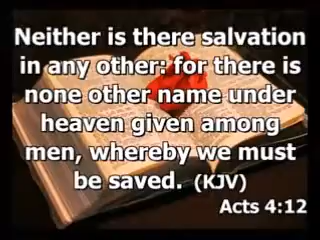 Neither is there salvation
in any other: for there is
none other name under
heaven given among
men, whereby we must
be saved. (KJV)
Acts 4:12